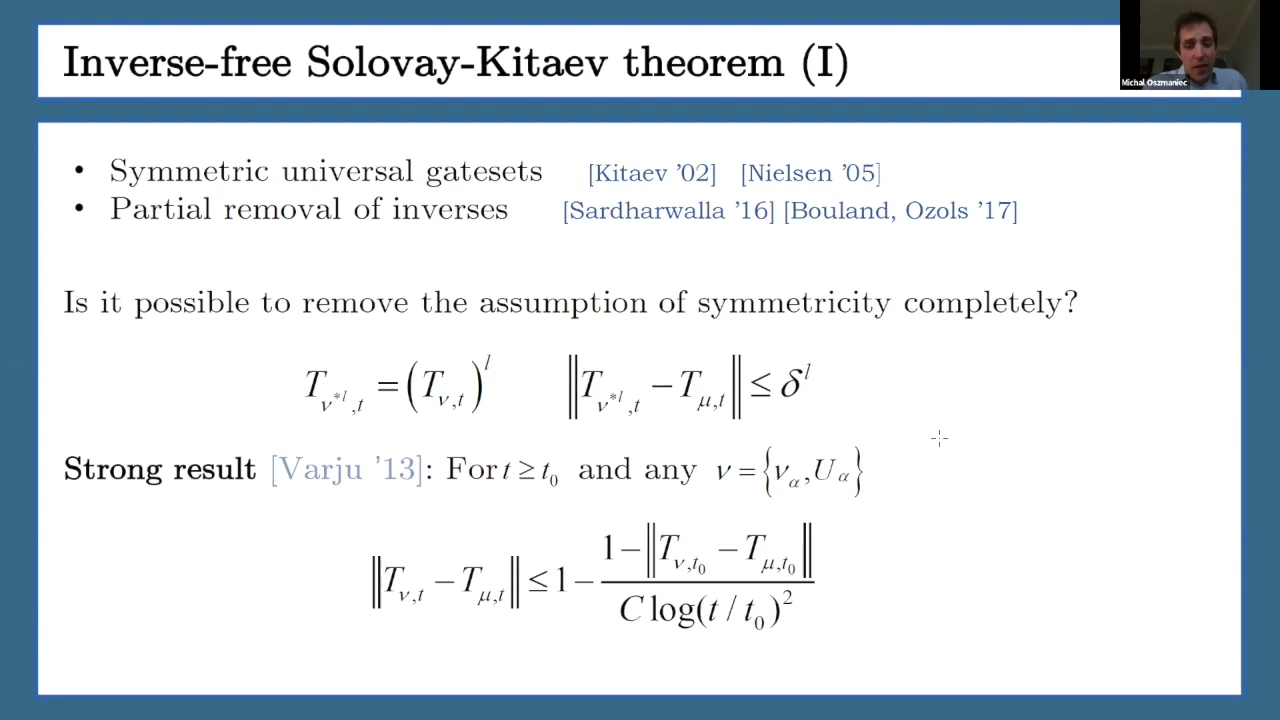 Inverse-free Solovay-Kitaev theorem (I)
Michał Oszmaniec
• Symmetric universal gatesets [Kitaev '02] [Nielsen '05]
• Partial removal of inverses [Sardharwalla '16] [Bouland, Ozols '17]
Is it possible to remove the assumption of symmetricity completely?
T_{ν^{*l},t} = (T_{ν,t})^l ‖T_{ν^{*l},t} − T_{μ,t}‖ ≤ δ^l
Strong result [Varju '13]: For t ≥ t_0 and any ν = {ν_α, U_α}
‖T_{ν,t} − T_{μ,t}‖ ≤ 1 − (1 − ‖T_{ν,t_0} − T_{μ,t_0}‖) / (C log(t / t_0)^2)